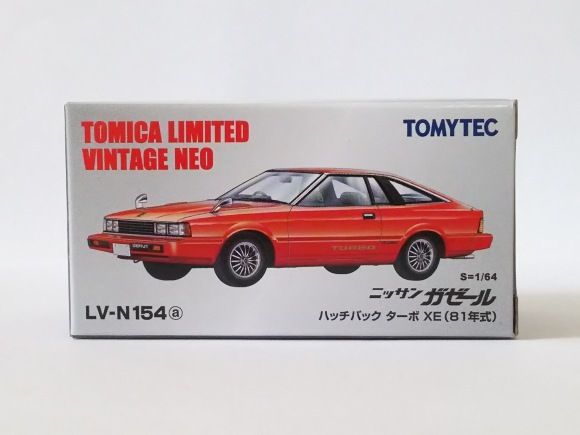 TOMICA LIMITED
VINTAGE NEO
TOMYTEC
TURBO
S=1/64
LV-N154ⓐ
ニッサン ガゼール
ハッチバック ターボ XE(81年式)